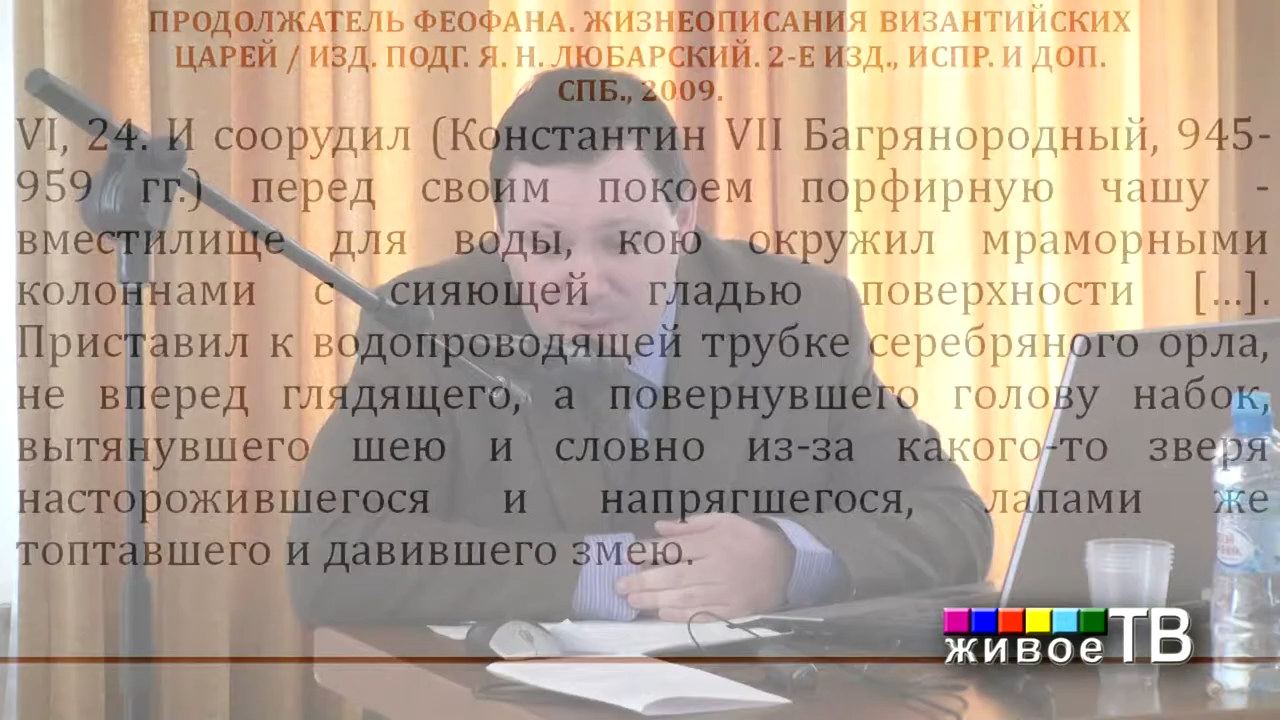 ПРОДОЛЖАТЕЛЬ ФЕОФАНА. ЖИЗНЕОПИСАНИЯ ВИЗАНТИЙСКИХ
ЦАРЕЙ / ИЗД. ПОДГ. Я. Н. ЛЮБАРСКИЙ. 2-Е ИЗД., ИСПР. И ДОП.
СПБ., 2009.
VI, 24. И соорудил (Константин VII Багрянородный, 945-
959 гг.) перед своим покоем порфирную чашу -
вместилище для воды, кою окружил мраморными
колоннами с сияющей гладью поверхности [...].
Приставил к водопроводящей трубке серебряного орла,
не вперед глядящего, а повернувшего голову набок,
вытянувшего шею и словно из-за какого-то зверя
насторожившегося и напрягшегося, лапами же
топтавшего и давившего змею.
живое ТВ